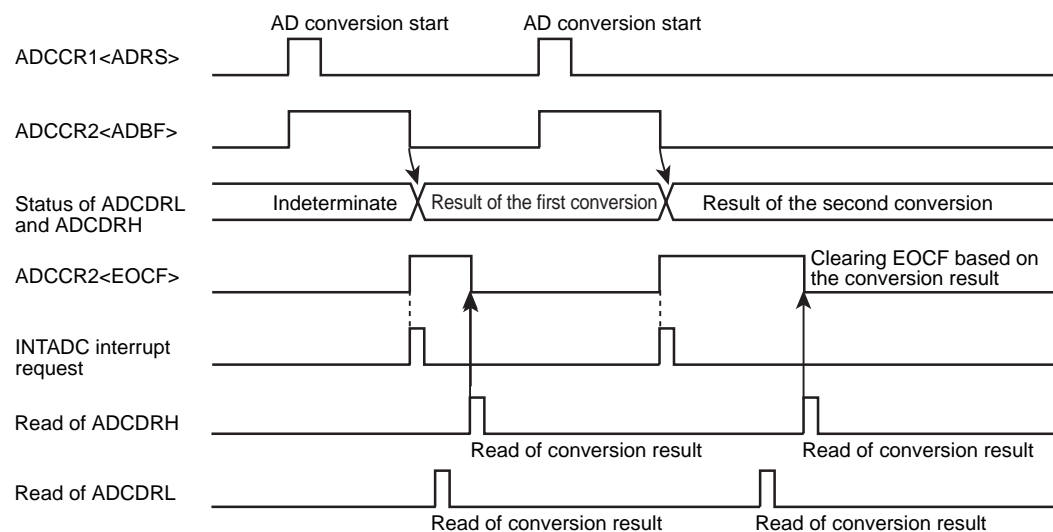 AD conversion start AD conversion start
ADCCR1<ADRS>
ADCCR2<ADBF>
Status of ADCDRL
and ADCDRH
Indeterminate Result of the first conversion Result of the second conversion
ADCCR2<EOCF>
Clearing EOCF based on
the conversion result
INTADC interrupt
request
Read of ADCDRH
Read of conversion result Read of conversion result
Read of ADCDRL
Read of conversion result Read of conversion result